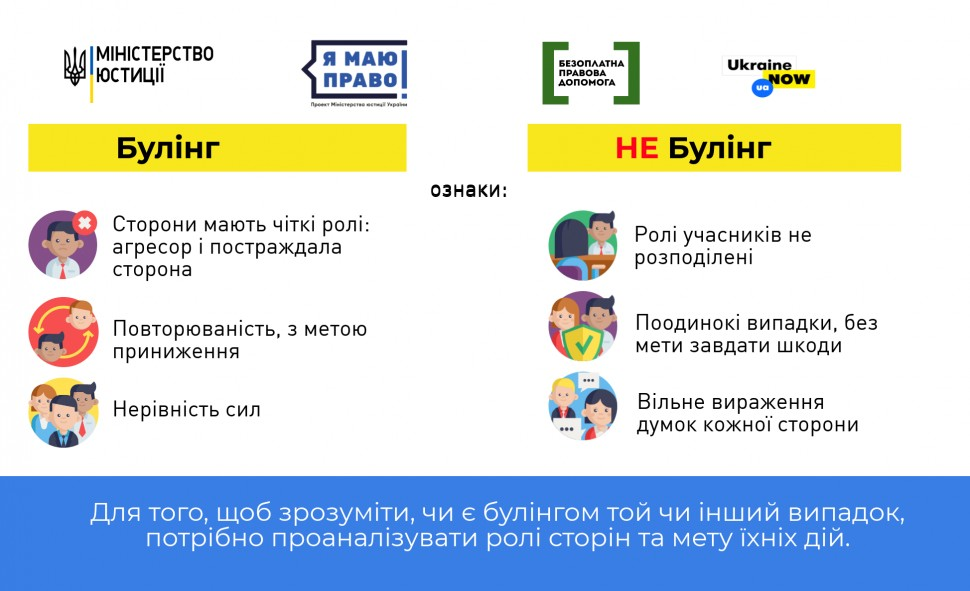 МІНІСТЕРСТВО
ЮСТИЦІЇ
Я МАЮ
ПРАВО!
Проект Міністерства юстиції України
БЕЗОПЛАТНА
ПРАВОВА
ДОПОМОГА
Ukraine
NOW
ua
Булінг
НЕ Булінг
ознаки:
Сторони мають чіткі ролі:
агресор і постраждала
сторона
Повторюваність, з метою
приниження
Нерівність сил
Ролі учасників не
розподілені
Поодинокі випадки, без
мети завдати шкоди
Вільне вираження
думок кожної сторони
Для того, щоб зрозуміти, чи є булінгом той чи інший випадок,
потрібно проаналізувати ролі сторін та мету їхніх дій.